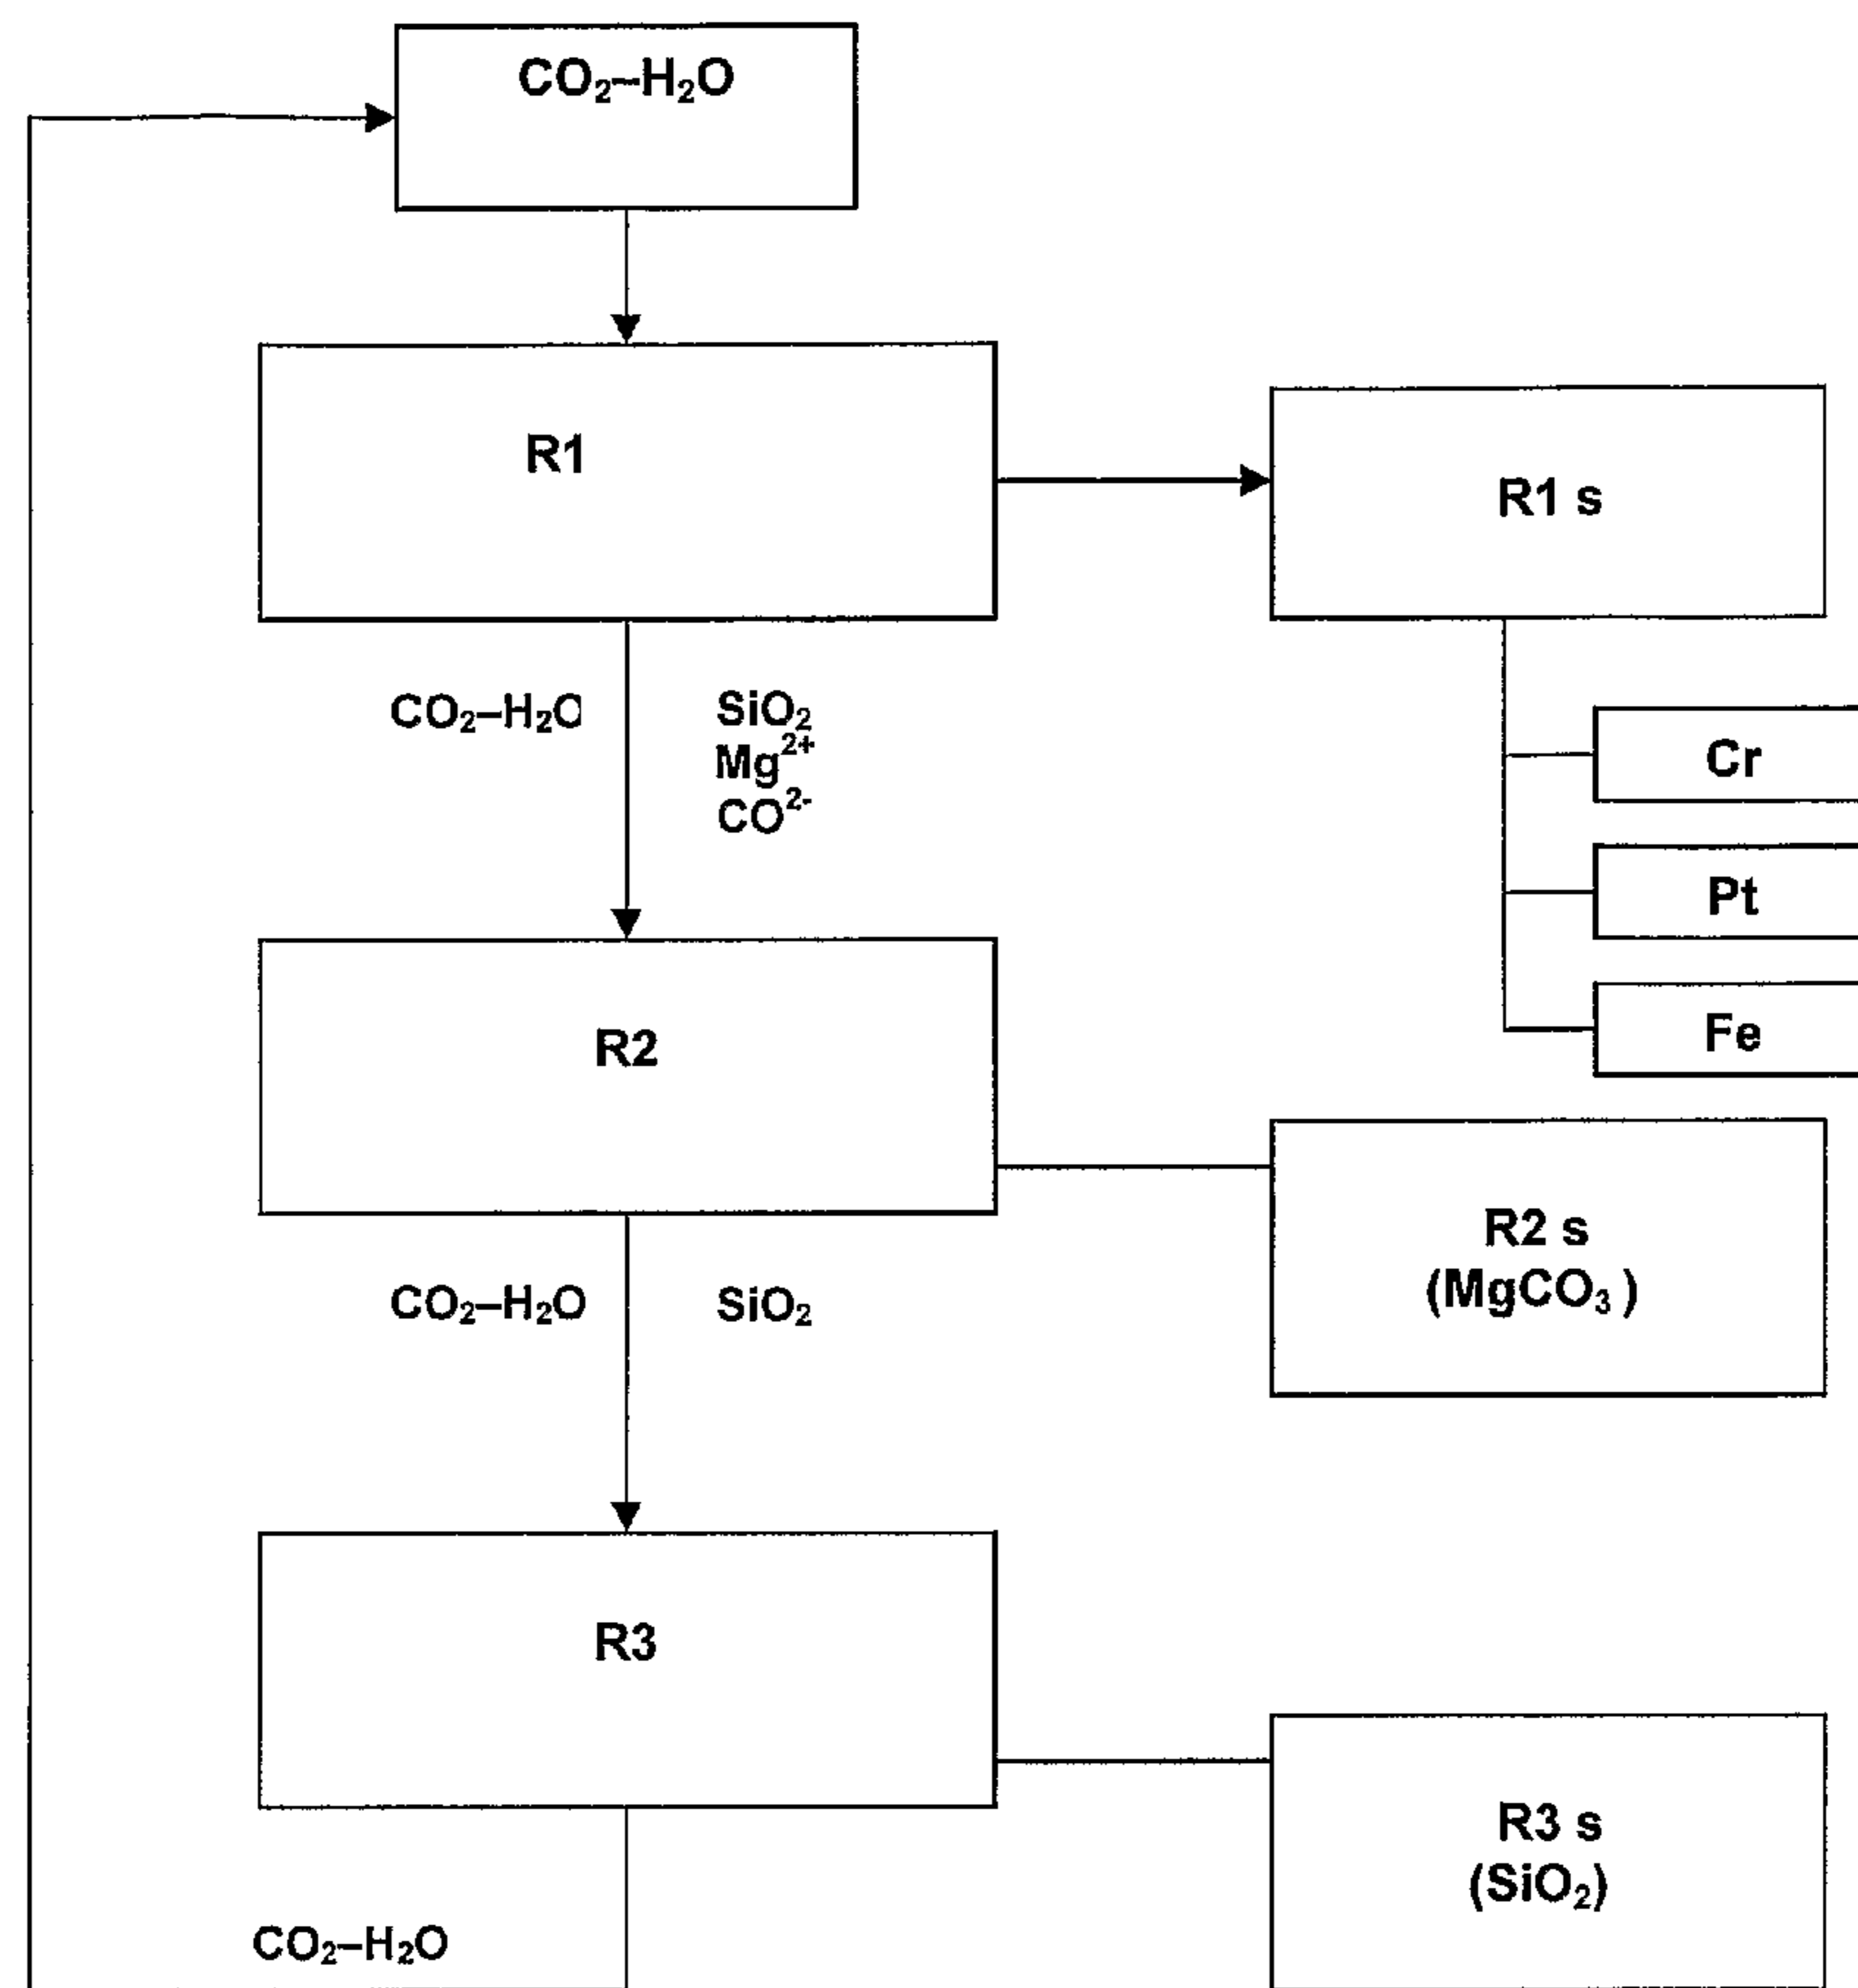 CO₂–H₂O
R1
R1 s
CO₂–H₂O
SiO₂
Mg²⁺
CO²⁻
Cr
Pt
Fe
R2
R2 s
(MgCO₃ )
CO₂–H₂O
SiO₂
R3
R3 s
(SiO₂)
CO₂–H₂O